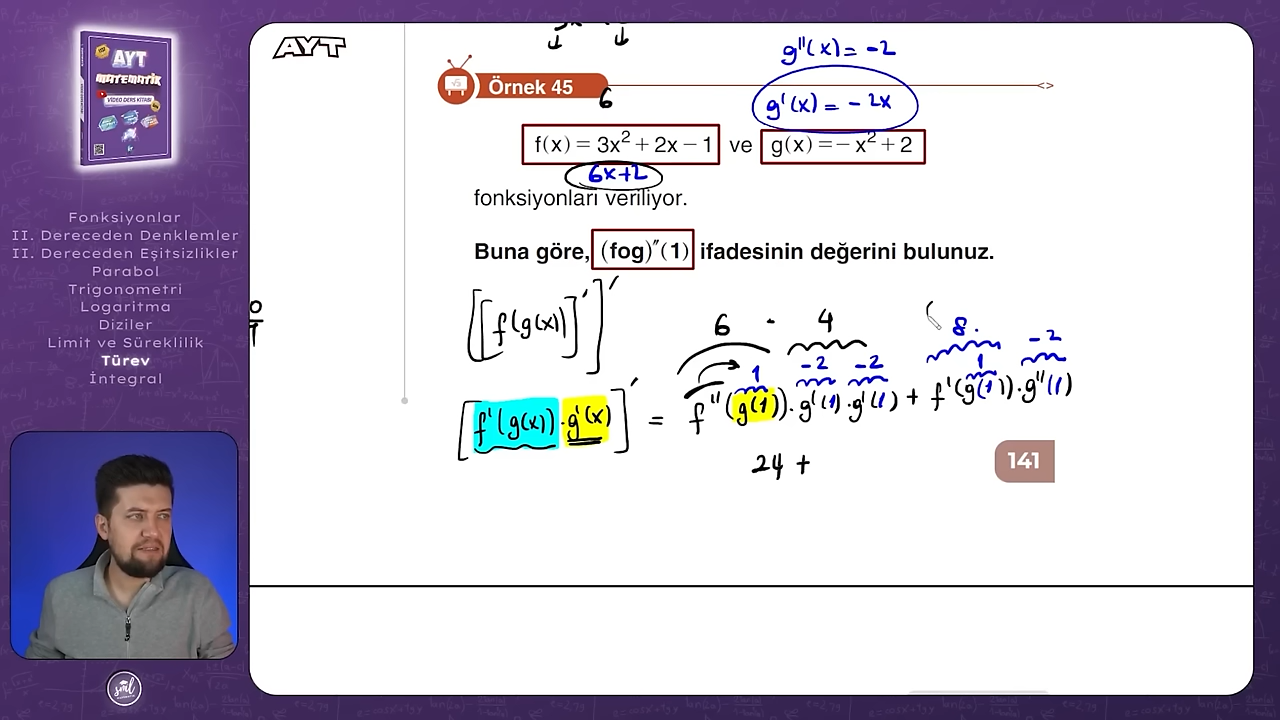 AYT
MATEMATİK
VİDEO DERS KİTABI
Fonksiyonlar
II. Dereceden Denklemler
II. Dereceden Eşitsizlikler
Parabol
Trigonometri
Logaritma
Diziler
Limit ve Süreklilik
Türev
İntegral
AYT
g''(x) = -2
Örnek 45
6
g'(x) = -2x
f(x) = 3x² + 2x − 1 ve g(x) = − x² + 2
6x+2
fonksiyonları veriliyor.
Buna göre, (fog)''(1) ifadesinin değerini bulunuz.
[[f(g(x))]']'
6 . 4 8.
1 -2 -2 1 -2
[f'(g(x)).g'(x)]' = f''(g(1)).g'(1).g'(1) + f'(g(1)).g''(1)
24 +
141
sml